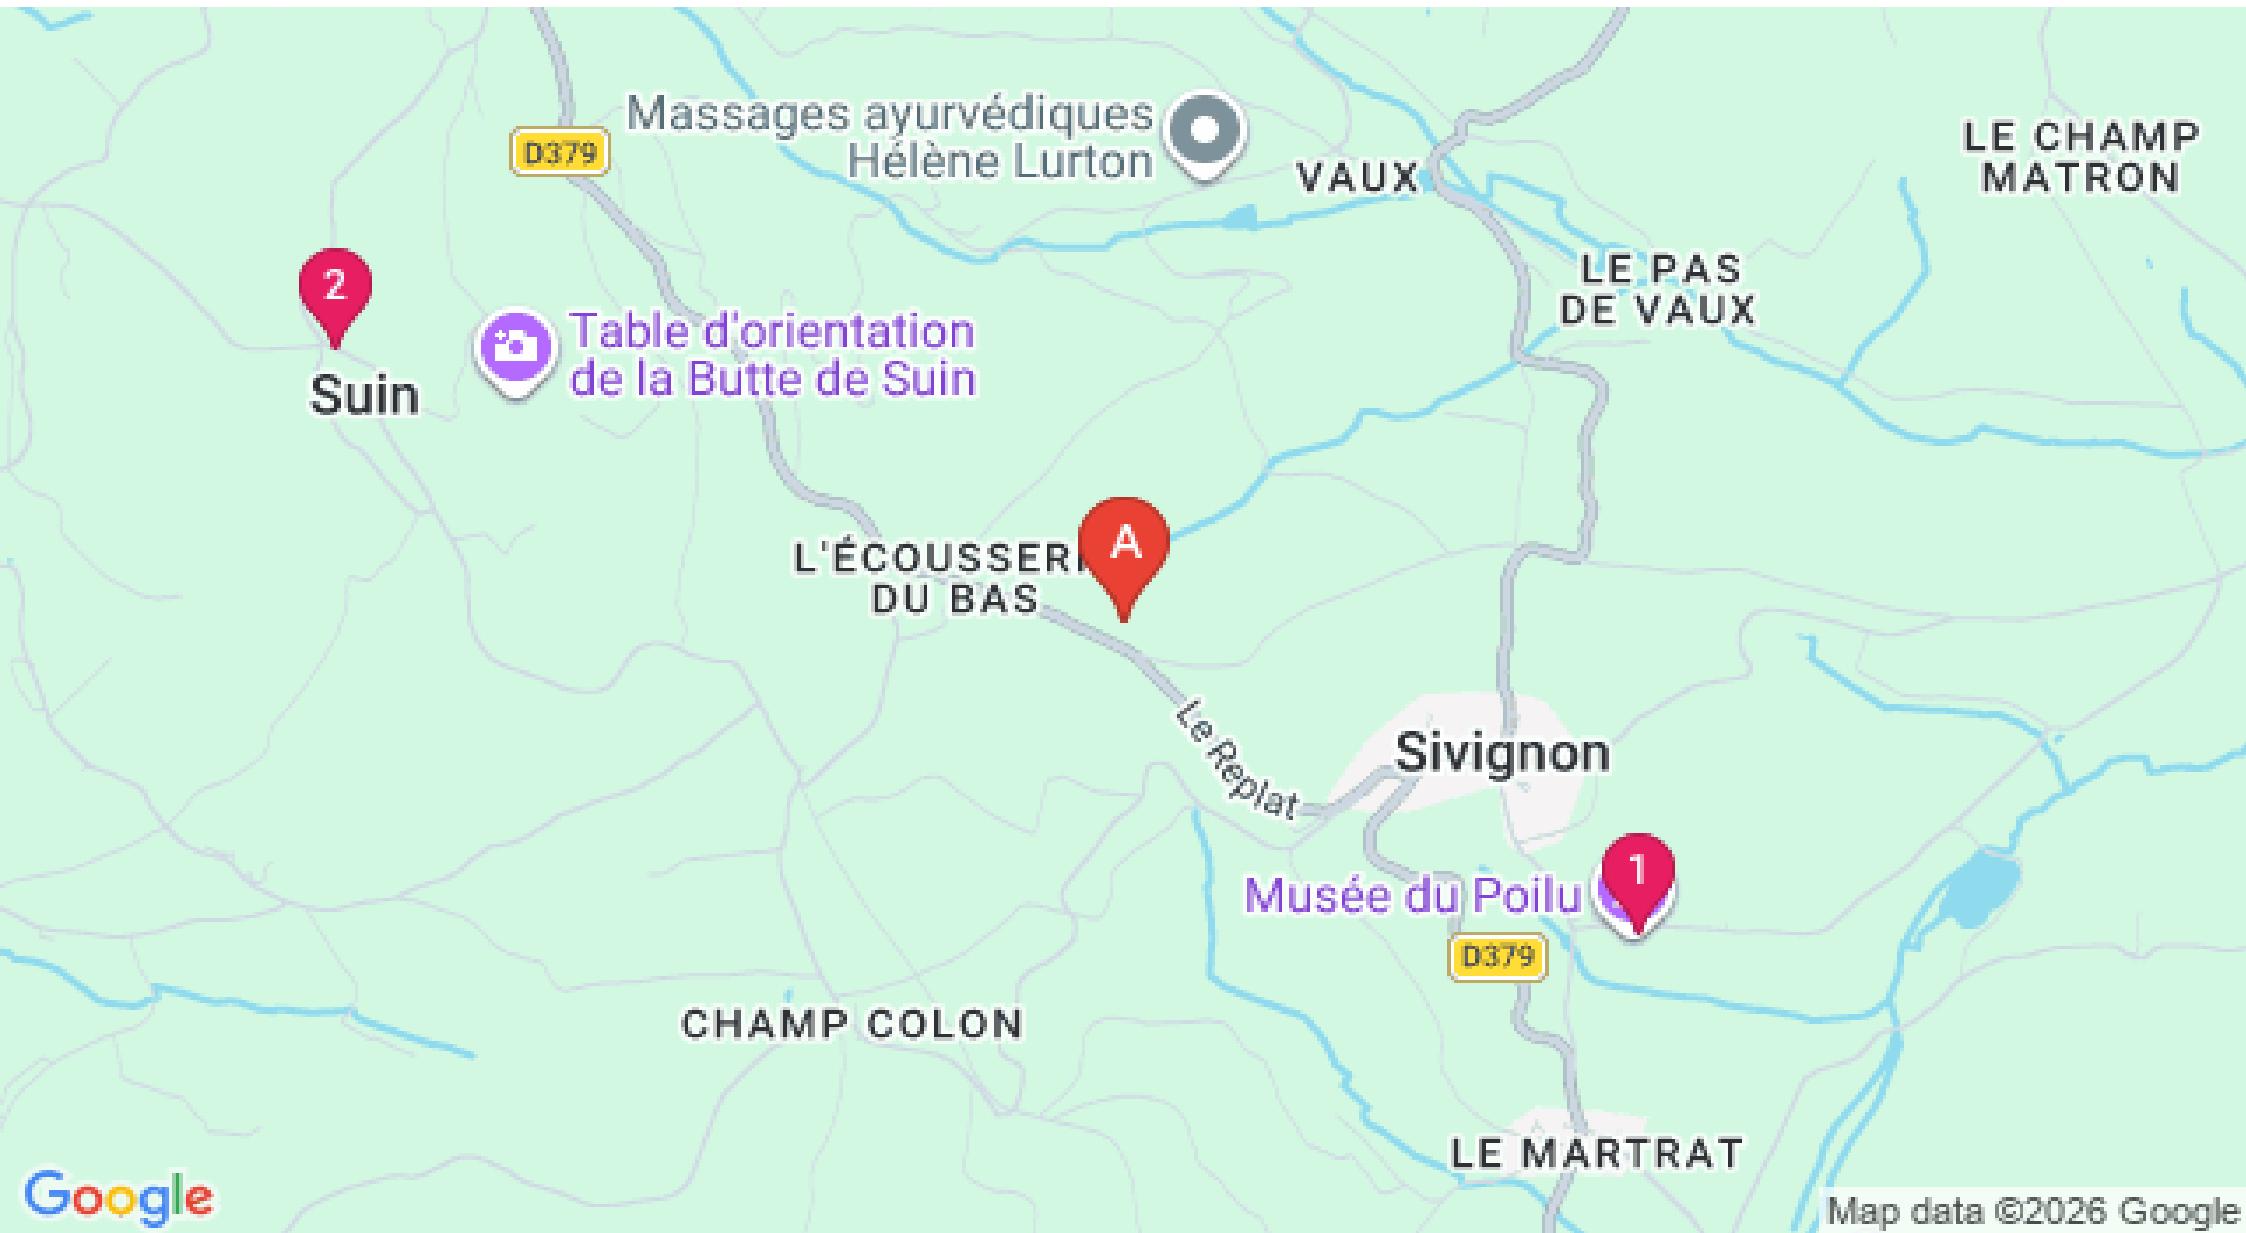 Massages ayurvédiques
Hélène Lurton
D379
VAUX
LE CHAMP
MATRON
LE PAS
DE VAUX
2
Table d'orientation
de la Butte de Suin
Suin
A
L'ÉCOUSSERI
DU BAS
Le Replat
Sivignon
1
Musée du Poilu
D379
CHAMP COLON
LE MARTRAT
Google
Map data ©2026 Google